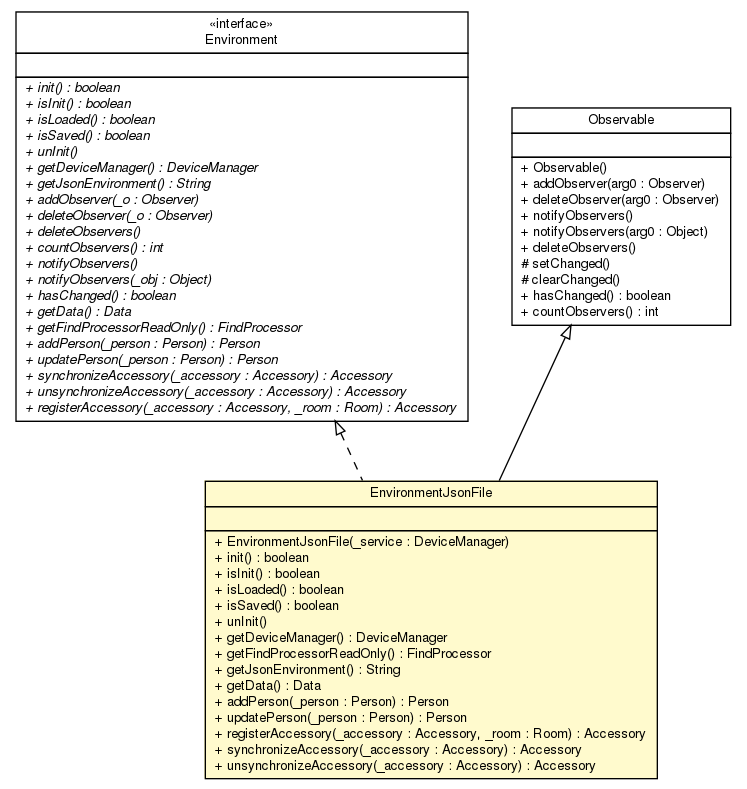 «interface»
Environment
+ init() : boolean
+ isInit() : boolean
+ isLoaded() : boolean
+ isSaved() : boolean
+ unInit()
+ getDeviceManager() : DeviceManager
+ getJsonEnvironment() : String
+ addObserver(_o : Observer)
+ deleteObserver(_o : Observer)
+ deleteObservers()
+ countObservers() : int
+ notifyObservers()
+ notifyObservers(_obj : Object)
+ hasChanged() : boolean
+ getData() : Data
+ getFindProcessorReadOnly() : FindProcessor
+ addPerson(_person : Person) : Person
+ updatePerson(_person : Person) : Person
+ synchronizeAccessory(_accessory : Accessory) : Accessory
+ unsynchronizeAccessory(_accessory : Accessory) : Accessory
+ registerAccessory(_accessory : Accessory, _room : Room) : Accessory
Observable
+ Observable()
+ addObserver(arg0 : Observer)
+ deleteObserver(arg0 : Observer)
+ notifyObservers()
+ notifyObservers(arg0 : Object)
+ deleteObservers()
# setChanged()
# clearChanged()
+ hasChanged() : boolean
+ countObservers() : int
EnvironmentJsonFile
+ EnvironmentJsonFile(_service : DeviceManager)
+ init() : boolean
+ isInit() : boolean
+ isLoaded() : boolean
+ isSaved() : boolean
+ unInit()
+ getDeviceManager() : DeviceManager
+ getFindProcessorReadOnly() : FindProcessor
+ getJsonEnvironment() : String
+ getData() : Data
+ addPerson(_person : Person) : Person
+ updatePerson(_person : Person) : Person
+ registerAccessory(_accessory : Accessory, _room : Room) : Accessory
+ synchronizeAccessory(_accessory : Accessory) : Accessory
+ unsynchronizeAccessory(_accessory : Accessory) : Accessory